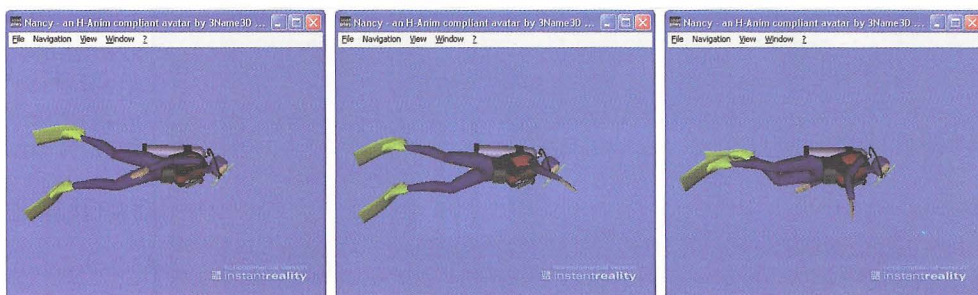 Nancy - an H-Anim compliant avatar by 3Name3D ...
File Navigation View Window ?
instantreality
Nancy - an H-Anim compliant avatar by 3Name3D ...
File Navigation View Window ?
instantreality
Nancy - an H-Anim compliant avatar by 3Name3D ...
File Navigation View Window ?
instantreality